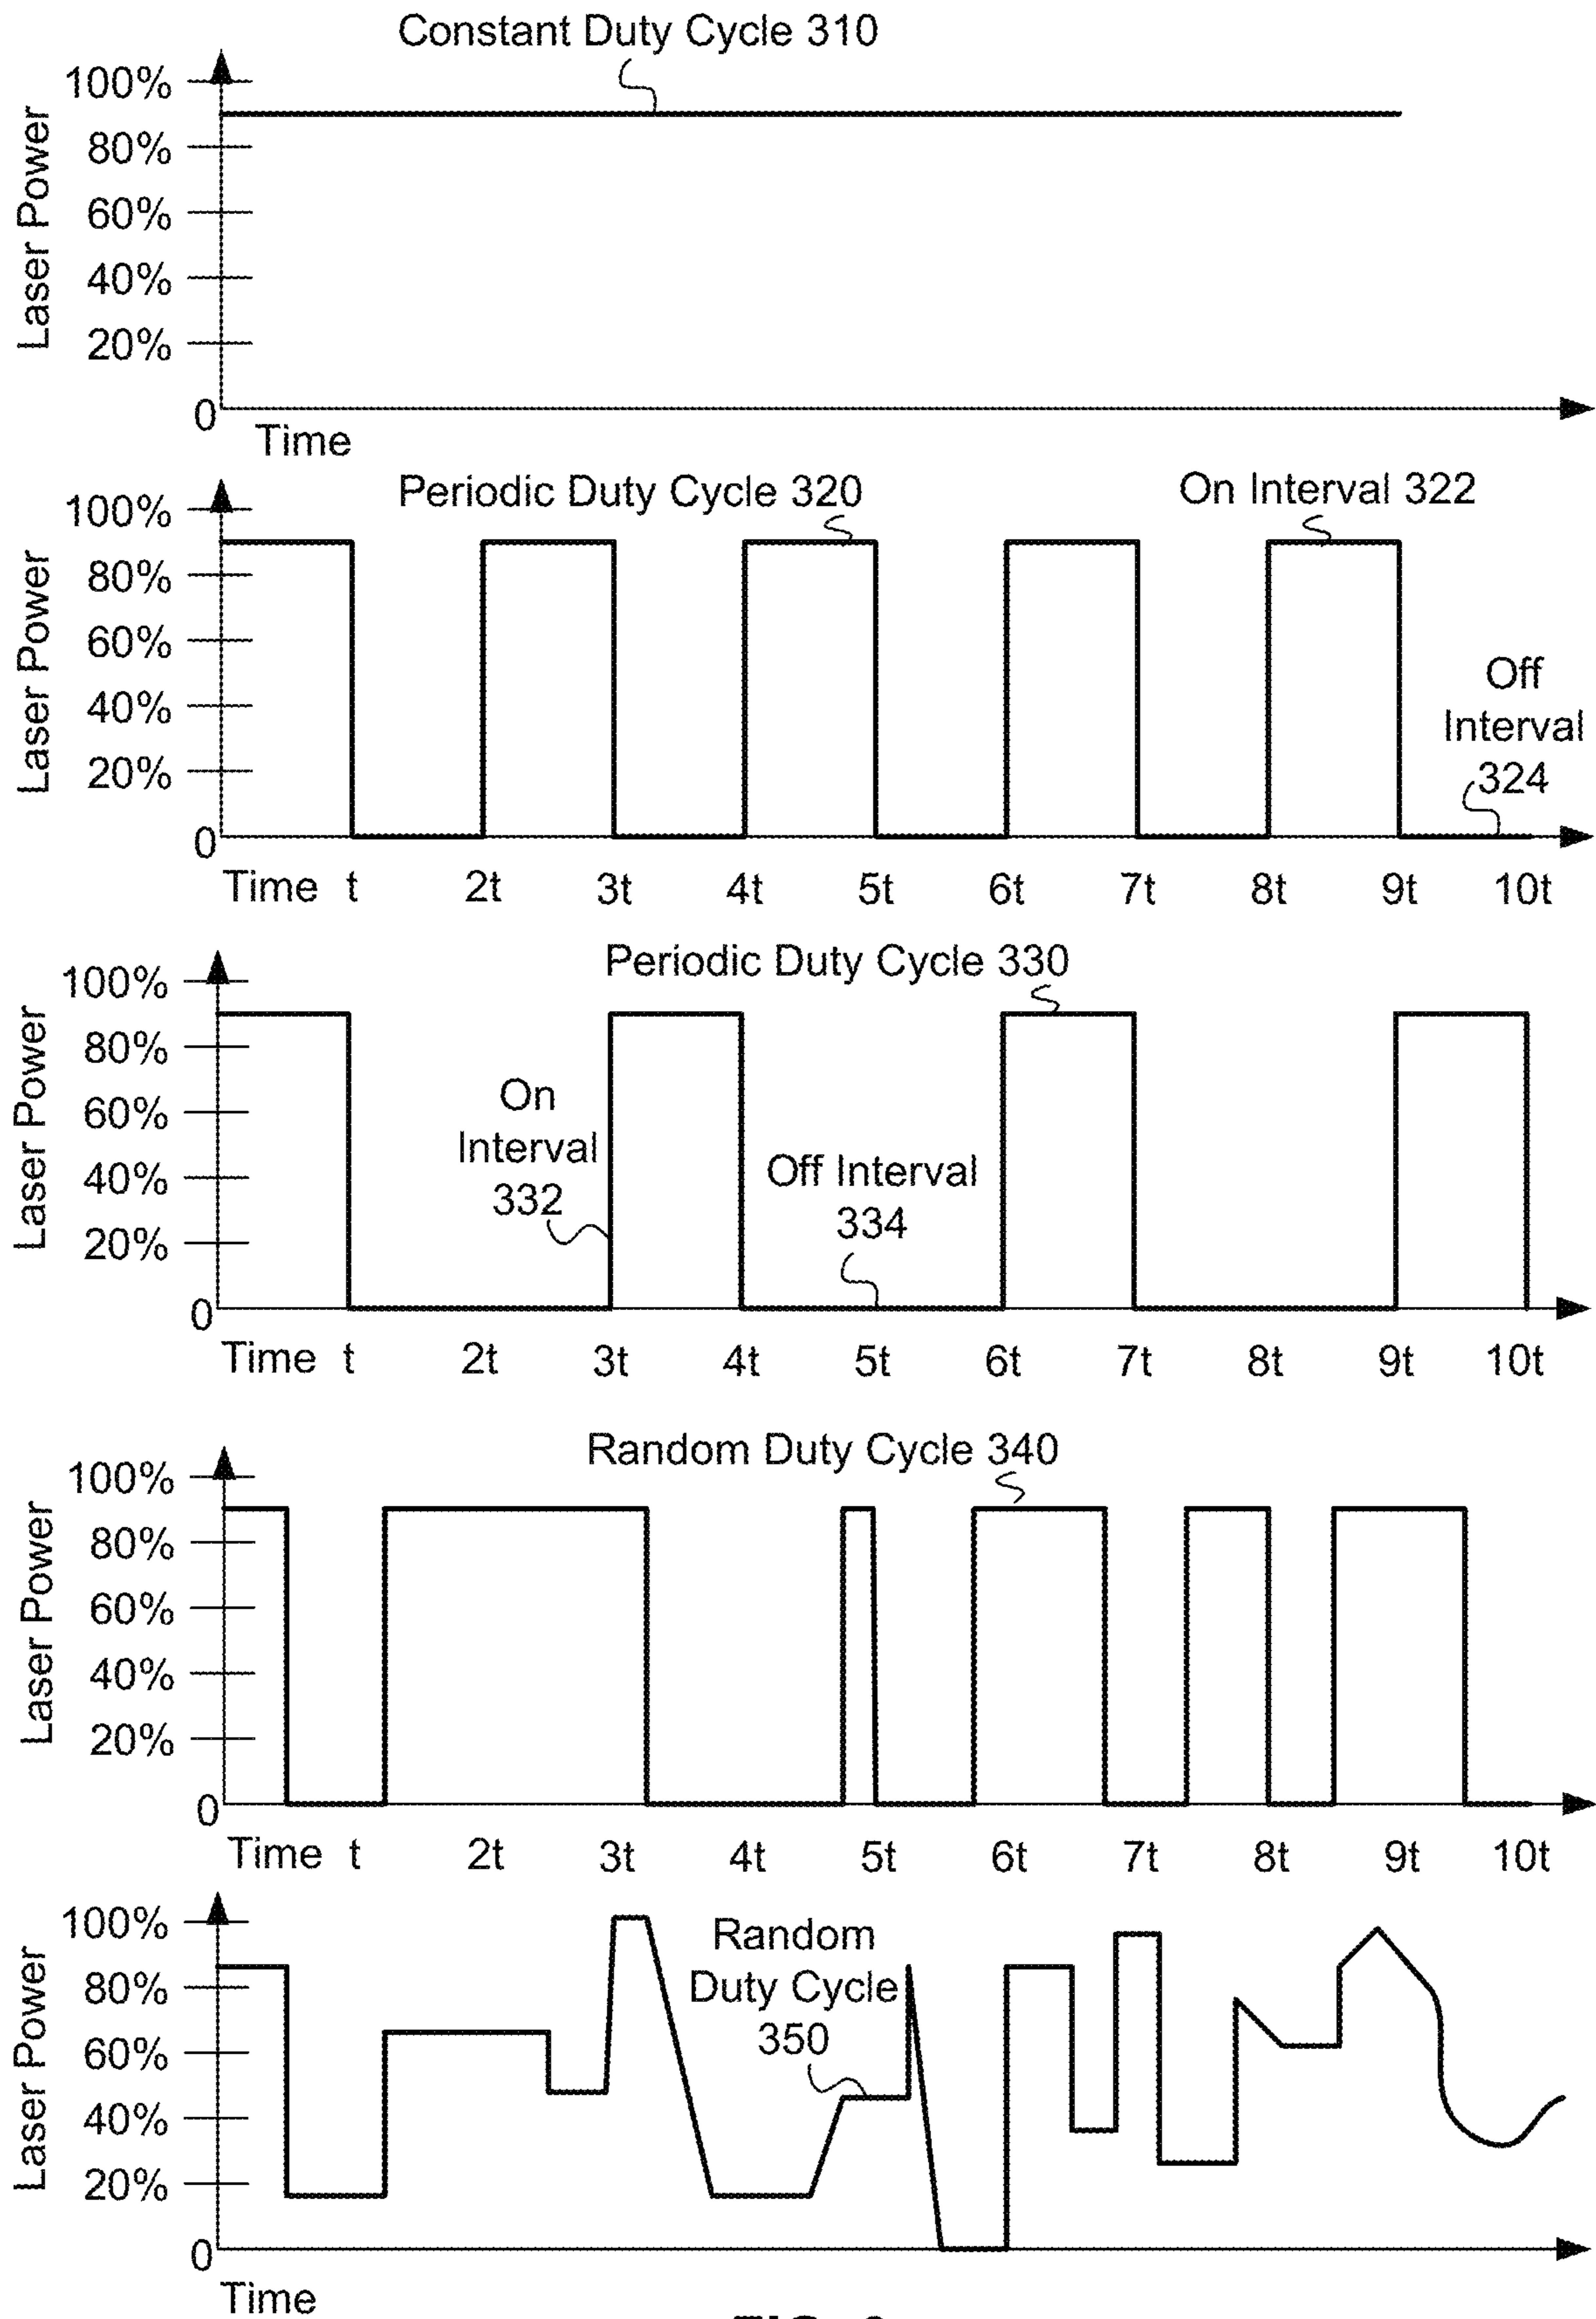 Constant Duty Cycle 310
100%
80%
60%
40%
20%
0
Laser Power
Time
Periodic Duty Cycle 320
On Interval 322
100%
80%
60%
40%
20%
0
Laser Power
Off
Interval
324
Time t 2t 3t 4t 5t 6t 7t 8t 9t 10t
Periodic Duty Cycle 330
100%
80%
60%
40%
20%
0
Laser Power
On
Interval
332
Off Interval
334
Time t 2t 3t 4t 5t 6t 7t 8t 9t 10t
Random Duty Cycle 340
100%
80%
60%
40%
20%
0
Laser Power
Time t 2t 3t 4t 5t 6t 7t 8t 9t 10t
100%
80%
60%
40%
20%
0
Laser Power
Random
Duty Cycle
350
Time